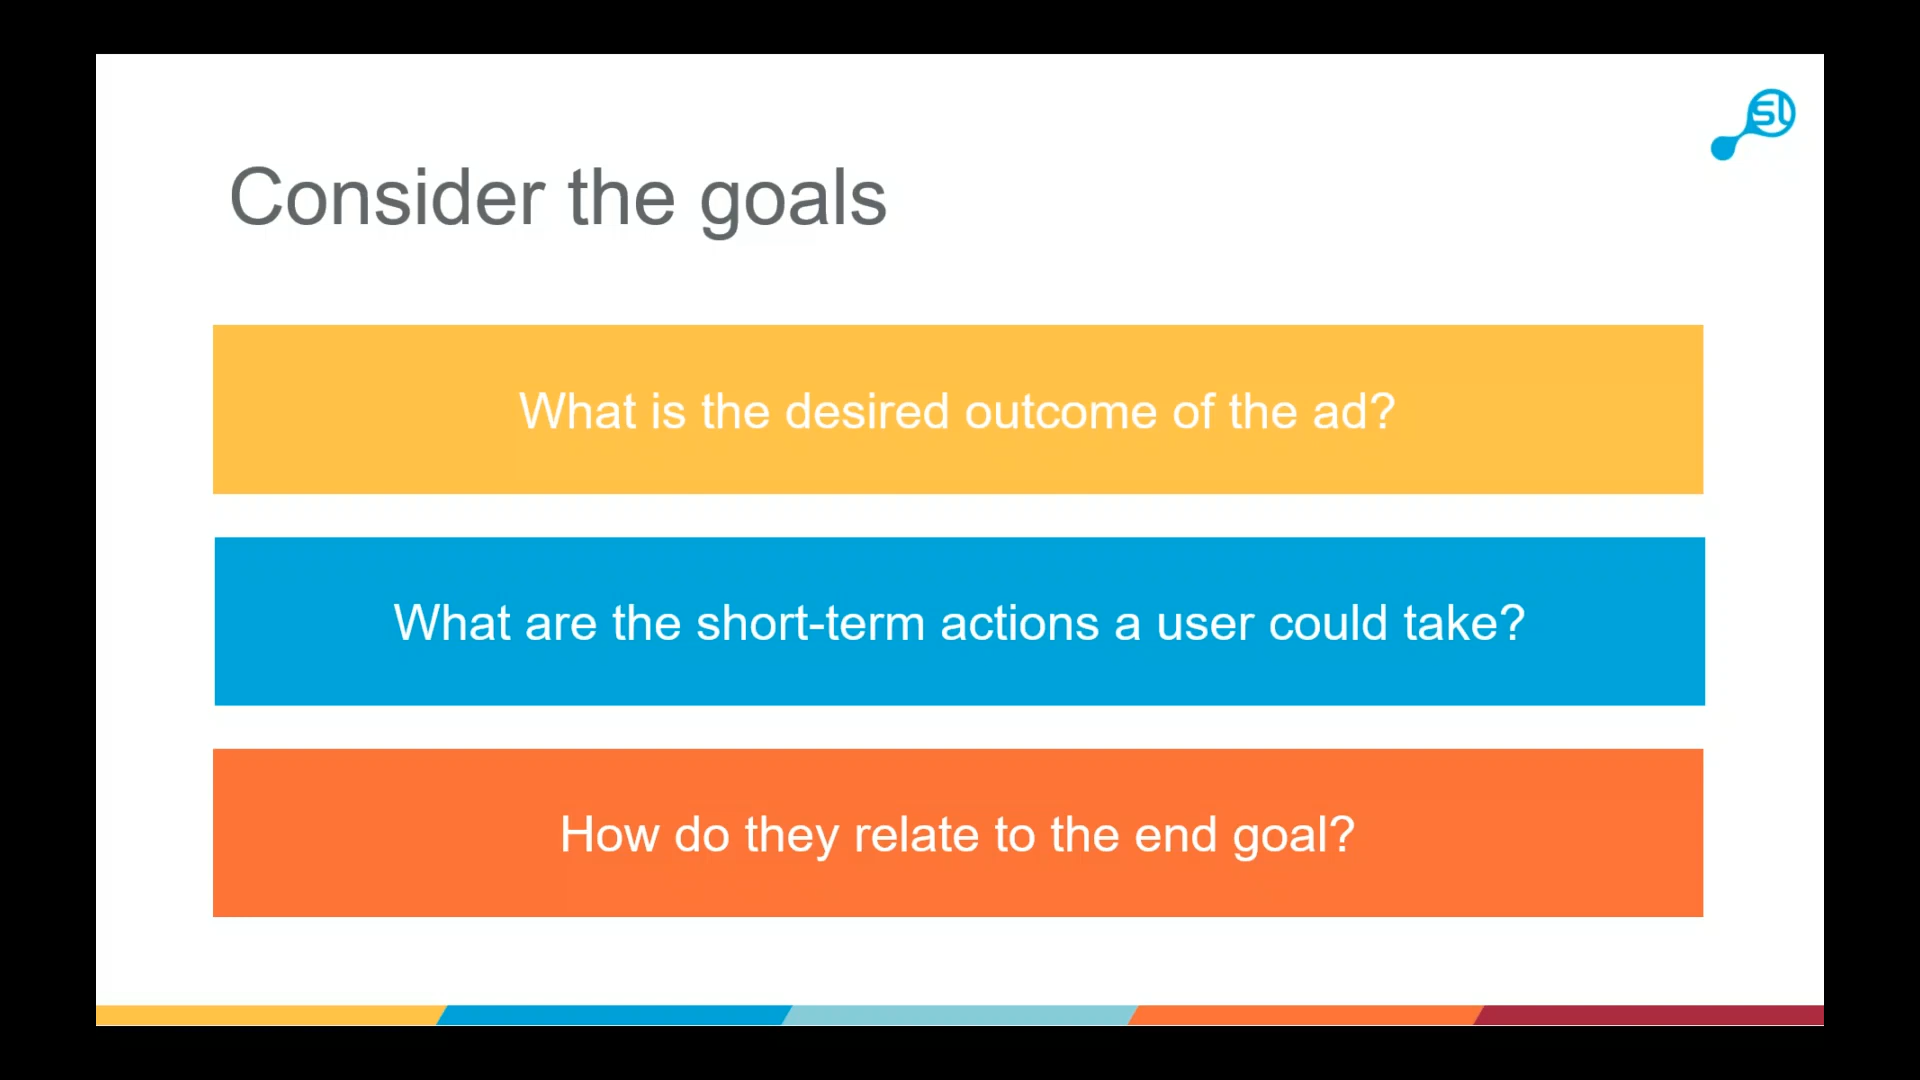 SL
Consider the goals
What is the desired outcome of the ad?
What are the short-term actions a user could take?
How do they relate to the end goal?